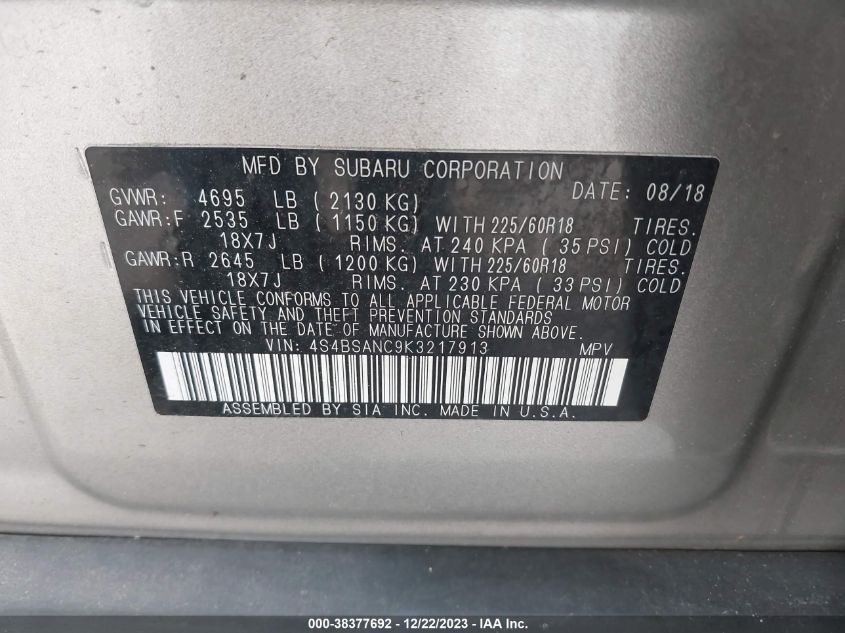 MFD BY SUBARU CORPORATION
GVWR: 4695 LB ( 2130 KG) DATE: 08/18
GAWR:F 2535 LB ( 1150 KG) WITH 225/60R18 TIRES.
18X7J RIMS. AT 240 KPA ( 35 PSI) COLD
GAWR:R 2645 LB ( 1200 KG) WITH 225/60R18 TIRES.
18X7J RIMS. AT 230 KPA ( 33 PSI) COLD
THIS VEHICLE CONFORMS TO ALL APPLICABLE FEDERAL MOTOR
VEHICLE SAFETY AND THEFT PREVENTION STANDARDS
IN EFFECT ON THE DATE OF MANUFACTURE SHOWN ABOVE.
VIN: 4S4BSANC9K3217913 MPV
ASSEMBLED BY SIA INC. MADE IN U.S.A.
000-38377692 - 12/22/2023 - IAA Inc.